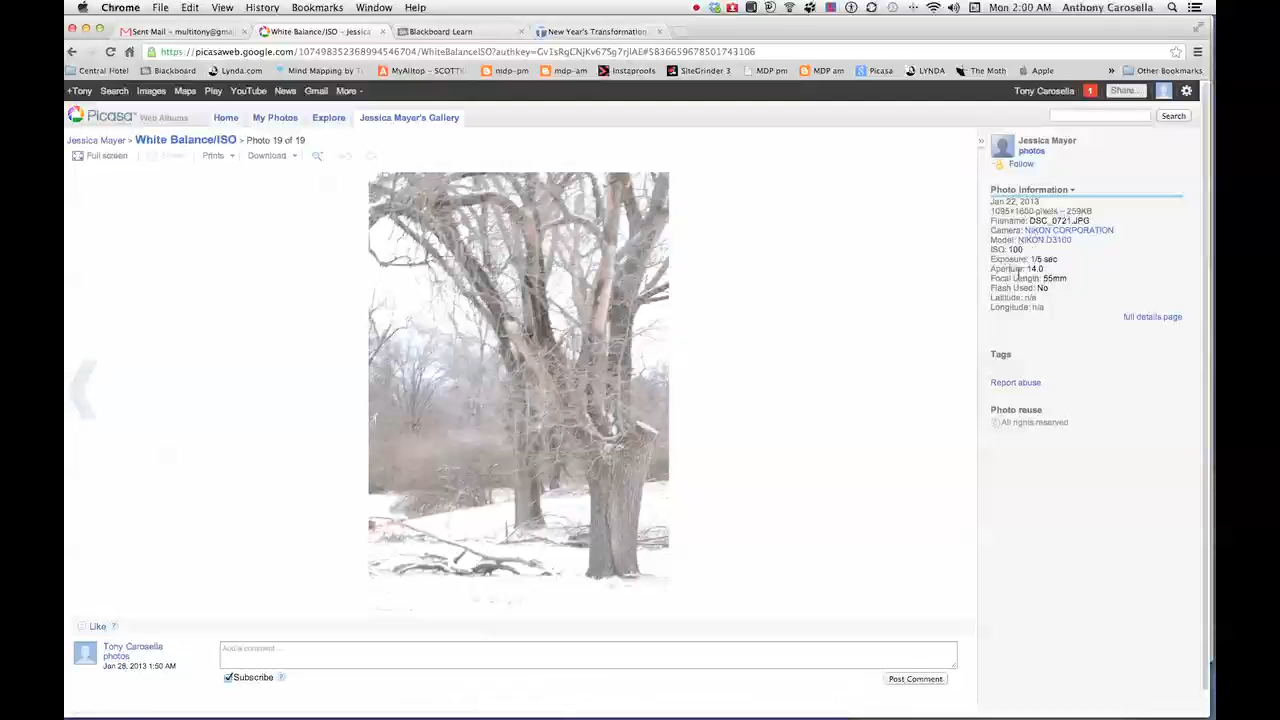 Chrome File Edit View History Bookmarks Window Help Mon 2:00 AM Anthony Carosella
Sent Mail – multitony@gma White Balance/ISO – Jessica Blackboard Learn New Year's Transformation
https://picasaweb.google.com/107498352368994546704/WhiteBalanceISO?authkey=Gv1sRgCNjKv67Sg7rjlAE#5836659678501743106
Central Hotel Blackboard Lynda.com Mind Mapping by T MyAlltop – SCOTTK mdp-pm mdp-am Instaproofs SiteGrinder 3 MDP pm MDP am Picasa LYNDA The Moth Apple » Other Bookmarks
+Tony Search Images Maps Play YouTube News Gmail More Tony Carosella 1 Share...
Picasa Web Albums Home My Photos Explore Jessica Mayer's Gallery Search
Jessica Mayer > White Balance/ISO > Photo 19 of 19
Full screen Prints Download
» Jessica Mayer
photos
Follow
Photo information
Jan 22, 2013
1095×1600 pixels – 259KB
Filename: DSC_0721.JPG
Camera: NIKON CORPORATION
Model: NIKON D3100
ISO: 100
Exposure: 1/5 sec
Aperture: 14.0
Focal Length: 55mm
Flash Used: No
Latitude: n/a
Longitude: n/a
full details page
Tags
Report abuse
Photo reuse
All rights reserved
Like ?
Tony Carosella
photos
Jan 28, 2013 1:50 AM
Add a comment...
Subscribe ?
Post Comment